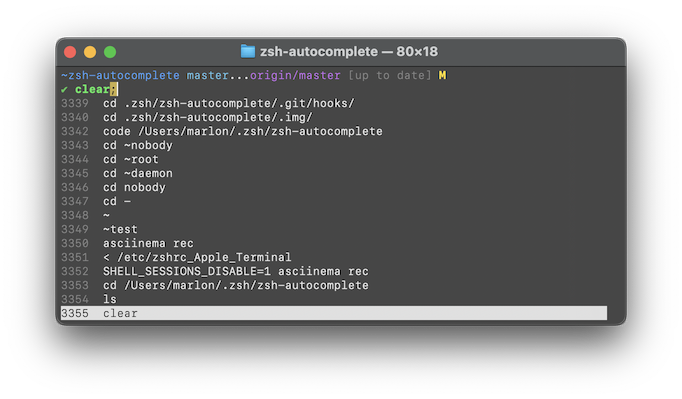 zsh-autocomplete — 80×18
~zsh-autocomplete master...origin/master [up to date] M
✔ clear;
3339 cd .zsh/zsh-autocomplete/.git/hooks/
3340 cd .zsh/zsh-autocomplete/.img/
3342 code /Users/marlon/.zsh/zsh-autocomplete
3343 cd ~nobody
3344 cd ~root
3345 cd ~daemon
3346 cd nobody
3347 cd -
3348 ~
3349 ~test
3350 asciinema rec
3351 < /etc/zshrc_Apple_Terminal
3352 SHELL_SESSIONS_DISABLE=1 asciinema rec
3353 cd /Users/marlon/.zsh/zsh-autocomplete
3354 ls
3355 clear